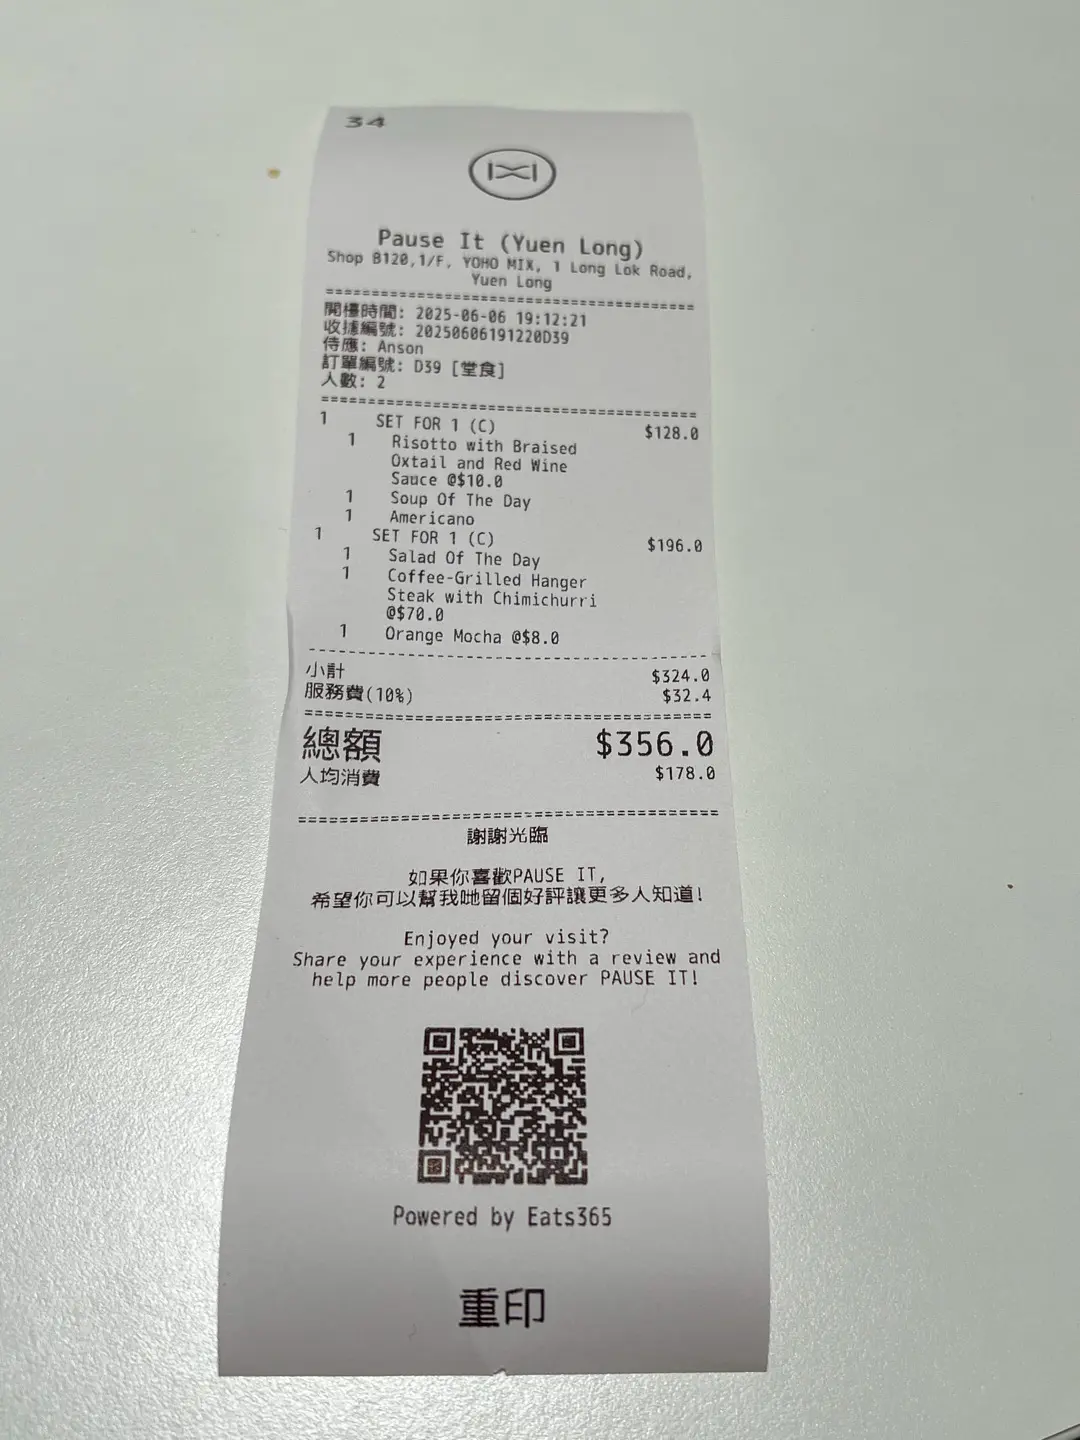 34
Pause It (Yuen Long)
Shop B120,1/F, YOHO MIX, 1 Long Lok Road,
Yuen Long
開檯時間: 2025-06-06 19:12:21
收據編號: 20250606191220D39
侍應: Anson
訂單編號: D39 [堂食]
人數: 2
1 SET FOR 1 (C) $128.0
1 Risotto with Braised
Oxtail and Red Wine
Sauce @$10.0
1 Soup Of The Day
1 Americano
1 SET FOR 1 (C) $196.0
1 Salad Of The Day
1 Coffee-Grilled Hanger
Steak with Chimichurri
@$70.0
1 Orange Mocha @$8.0
小計 $324.0
服務費(10%) $32.4
總額 $356.0
人均消費 $178.0
謝謝光臨
如果你喜歡PAUSE IT,
希望你可以幫我哋留個好評讓更多人知道!
Enjoyed your visit?
Share your experience with a review and
help more people discover PAUSE IT!
Powered by Eats365
重印